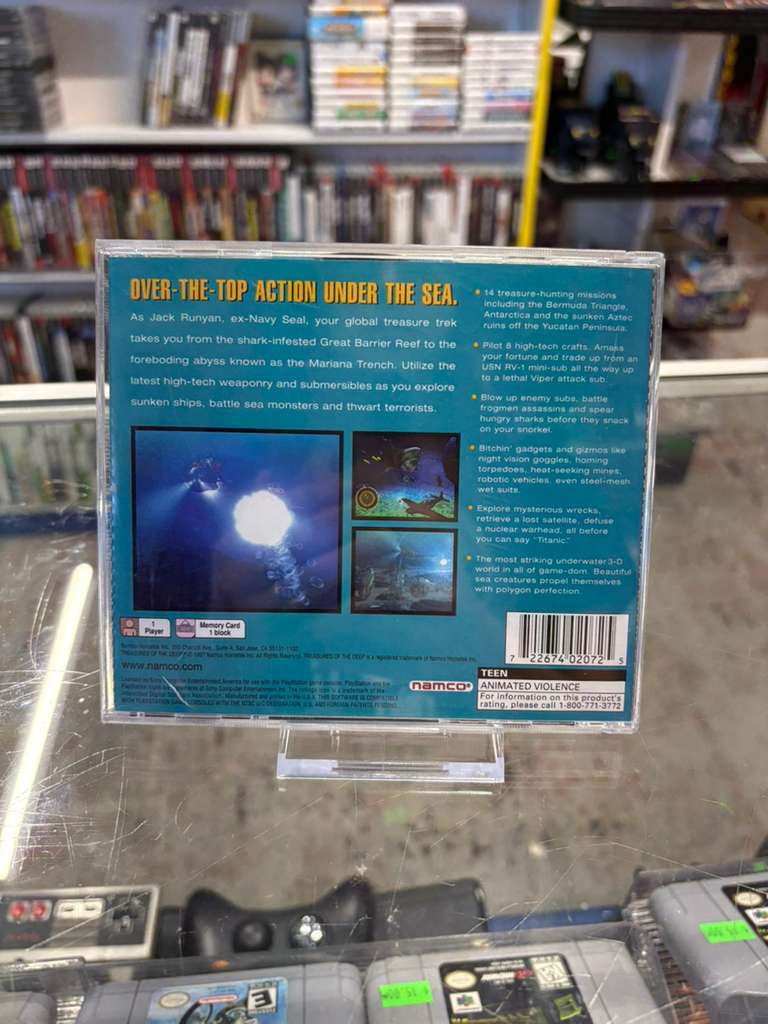 OVER-THE-TOP ACTION UNDER THE SEA.
As Jack Runyan, ex-Navy Seal, your global treasure trek
takes you from the shark-infested Great Barrier Reef to the
foreboding abyss known as the Mariana Trench. Utilize the
latest high-tech weaponry and submersibles as you explore
sunken ships, battle sea monsters and thwart terrorists.
14 treasure-hunting missions
including the Bermuda Triangle,
Antarctica and the sunken Aztec
ruins off the Yucatan Peninsula.
Pilot 8 high-tech crafts. Amass
your fortune and trade up from an
USN RV-1 mini-sub all the way up
to a lethal Viper attack sub.
Blow up enemy subs, battle
frogmen assassins and spear
hungry sharks before they snack
on your snorkel.
Bitchin' gadgets and gizmos like
night vision goggles, homing
torpedoes, heat-seeking mines,
robotic vehicles, even steel-mesh
wet suits.
Explore mysterious wrecks,
retrieve a lost satellite, defuse
a nuclear warhead, all before
you can say "Titanic."
The most striking underwater 3-D
world in all of game-dom. Beautiful
sea creatures propel themselves
with polygon perfection.
1
Player
Memory Card
1 block
www.namco.com
namco
7 22674 02072 5
TEEN
ANIMATED VIOLENCE
For information on this product's
rating, please call 1-800-771-3772
E